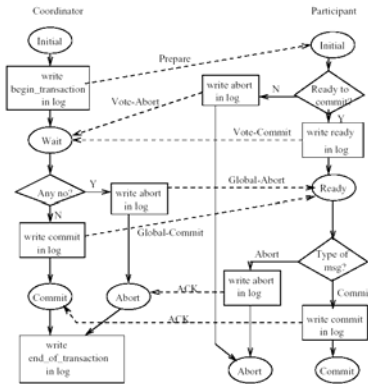 Coordinator
Participant
Initial
Initial
Prepare
write
begin_transaction
in log
write abort
in log
N
Ready to
commit?
Vote-Abort
Y
Wait
Vote-Commit
write ready
in log
Any no?
Y
write abort
in log
Global-Abort
Ready
N
write commit
in log
Global-Commit
Type of
msg?
Abort
Commi
Commit
Abort
ACK
write abort
in log
ACK
write commit
in log
write
end_of_transaction
in log
Abort
Commit